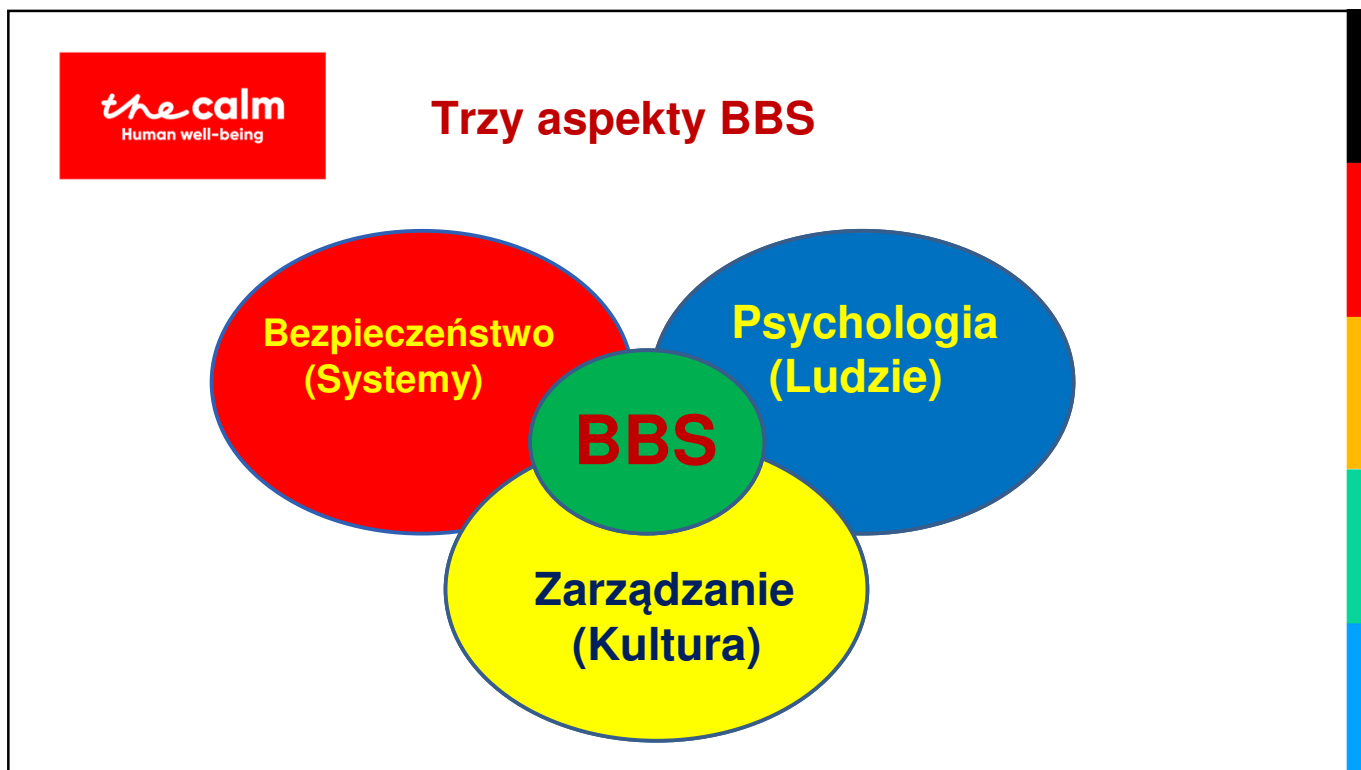 the calm
Human well-being
Trzy aspekty BBS
Bezpieczeństwo
(Systemy)
Psychologia
(Ludzie)
BBS
Zarządzanie
(Kultura)